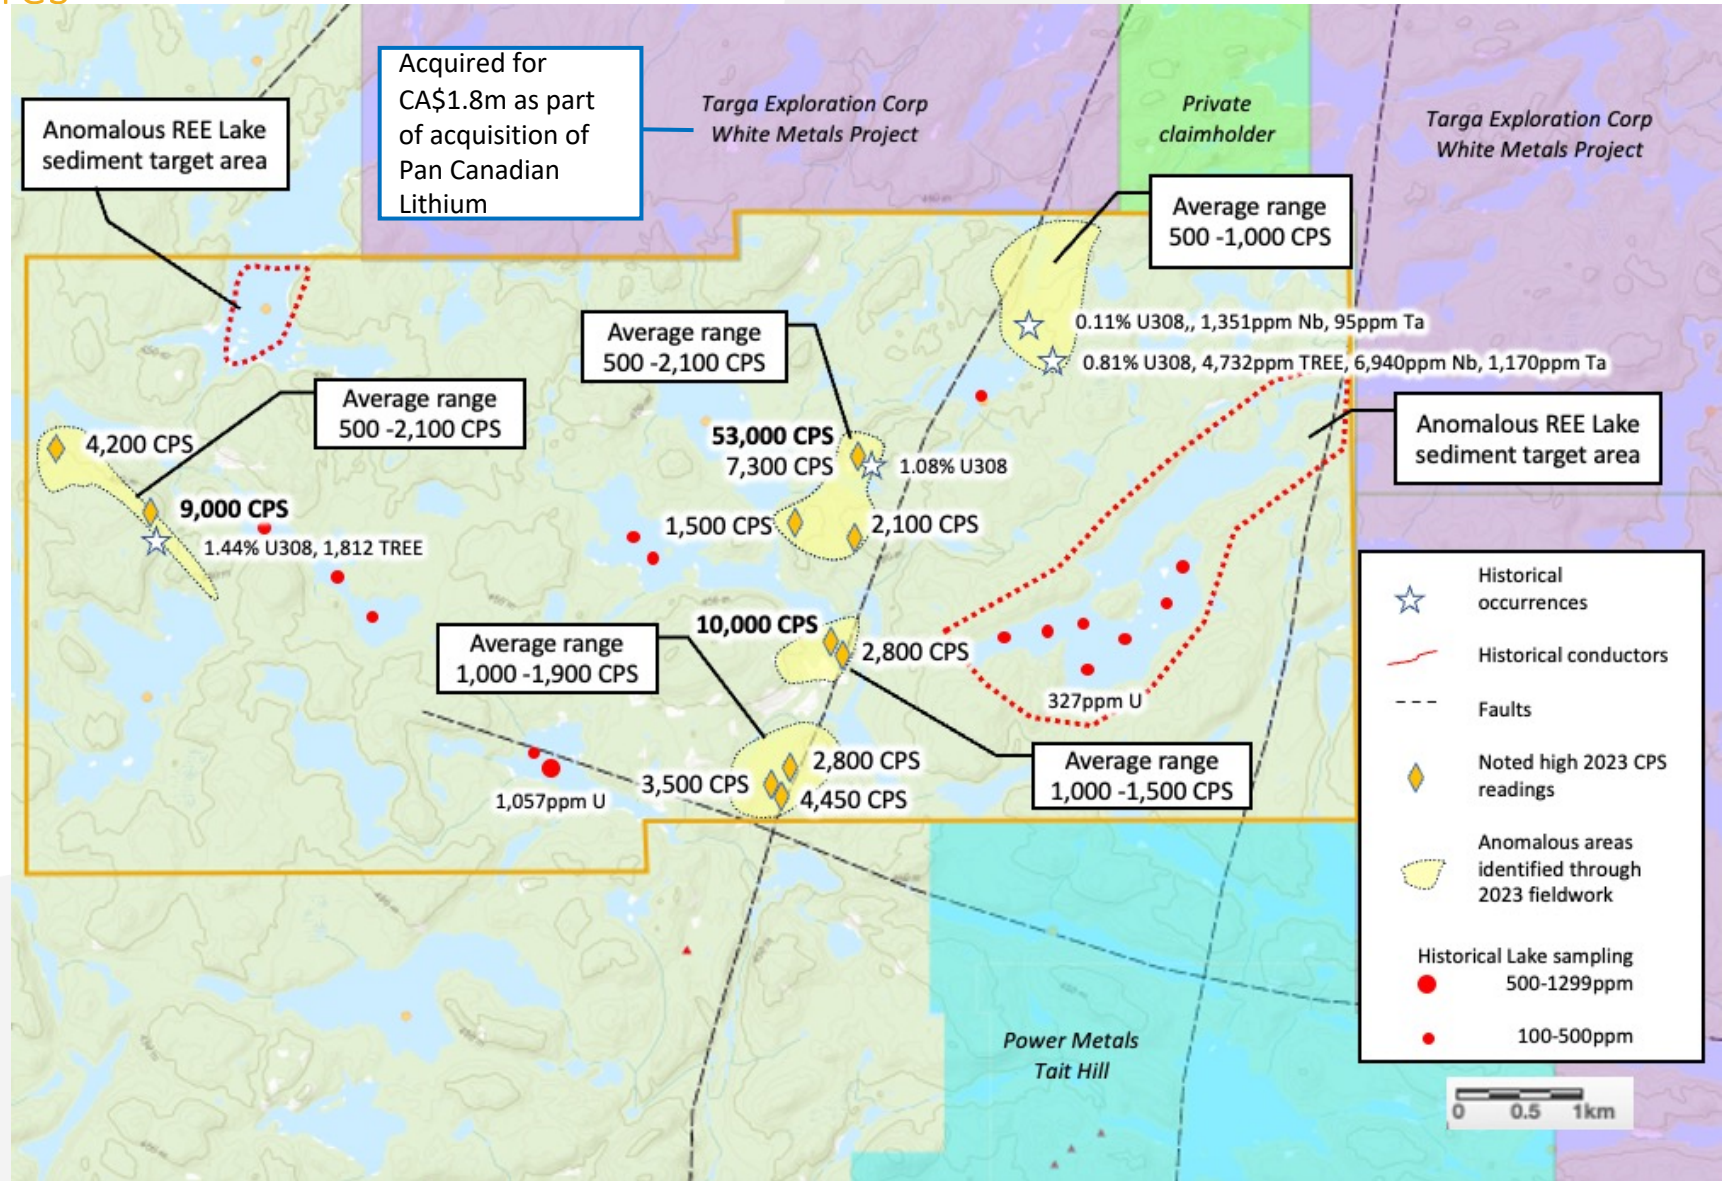 Acquired for
CA$1.8m as part
of acquisition of
Pan Canadian
Lithium
Targa Exploration Corp
White Metals Project
Private
claimholder
Targa Exploration Corp
White Metals Project
Anomalous REE Lake
sediment target area
Average range
500 -1,000 CPS
0.11% U308,, 1,351ppm Nb, 95ppm Ta
0.81% U308, 4,732ppm TREE, 6,940ppm Nb, 1,170ppm Ta
Average range
500 -2,100 CPS
Average range
500 -2,100 CPS
Anomalous REE Lake
sediment target area
4,200 CPS
53,000 CPS
7,300 CPS
1.08% U308
9,000 CPS
1.44% U308, 1,812 TREE
1,500 CPS
2,100 CPS
10,000 CPS
2,800 CPS
Average range
1,000 -1,900 CPS
327ppm U
Average range
1,000 -1,500 CPS
2,800 CPS
3,500 CPS
4,450 CPS
1,057ppm U
Power Metals
Tait Hill
Historical
occurrences
Historical conductors
Faults
Noted high 2023 CPS
readings
Anomalous areas
identified through
2023 fieldwork
Historical Lake sampling
500-1299ppm
100-500ppm
0 0.5 1km